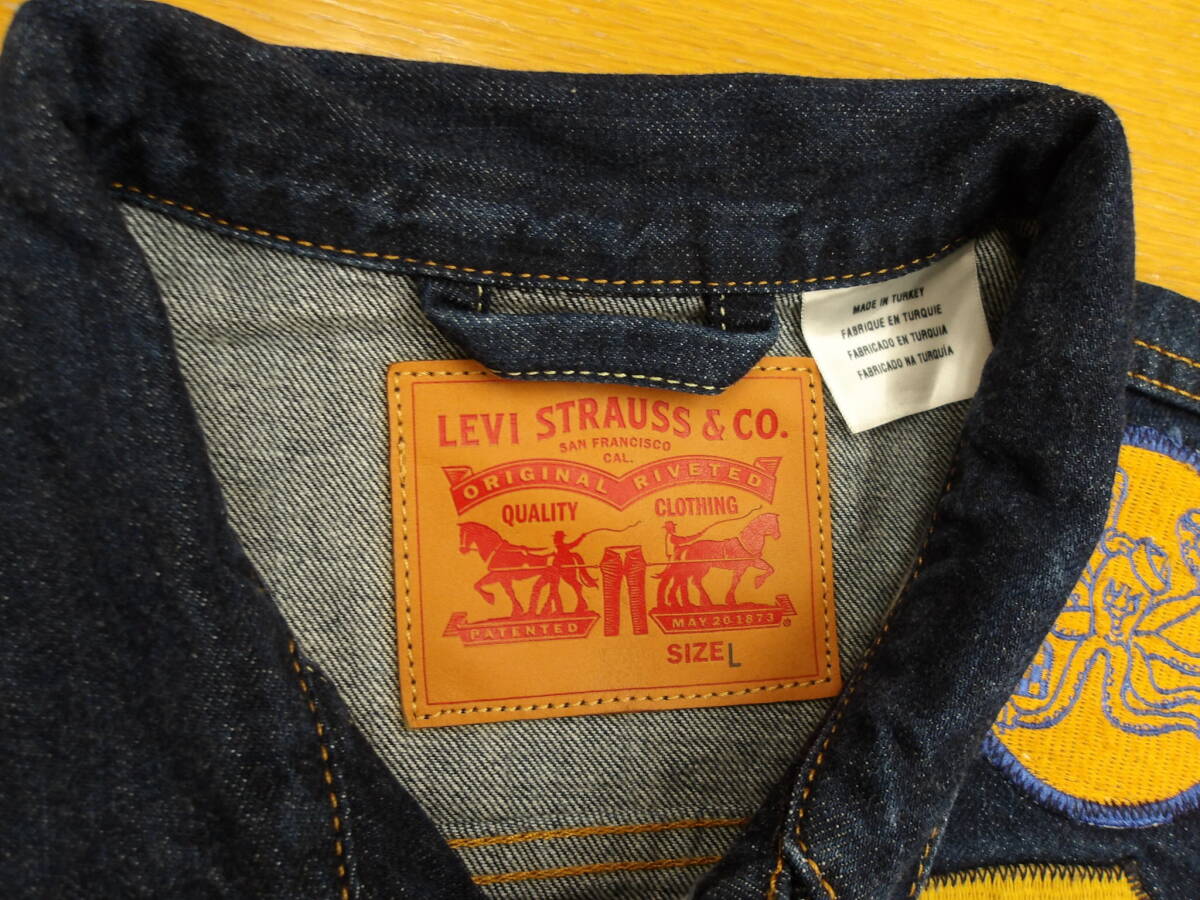 MADE IN TURKEY
FABRIQUE EN TURQUIE
FABRICADO EN TURQUIA
FABRICADO NA TURQUÍA
LEVI STRAUSS & CO.
SAN FRANCISCO
CAL.
ORIGINAL RIVETED
QUALITY CLOTHING
PATENTED MAY 20 1873 ®
SIZE L